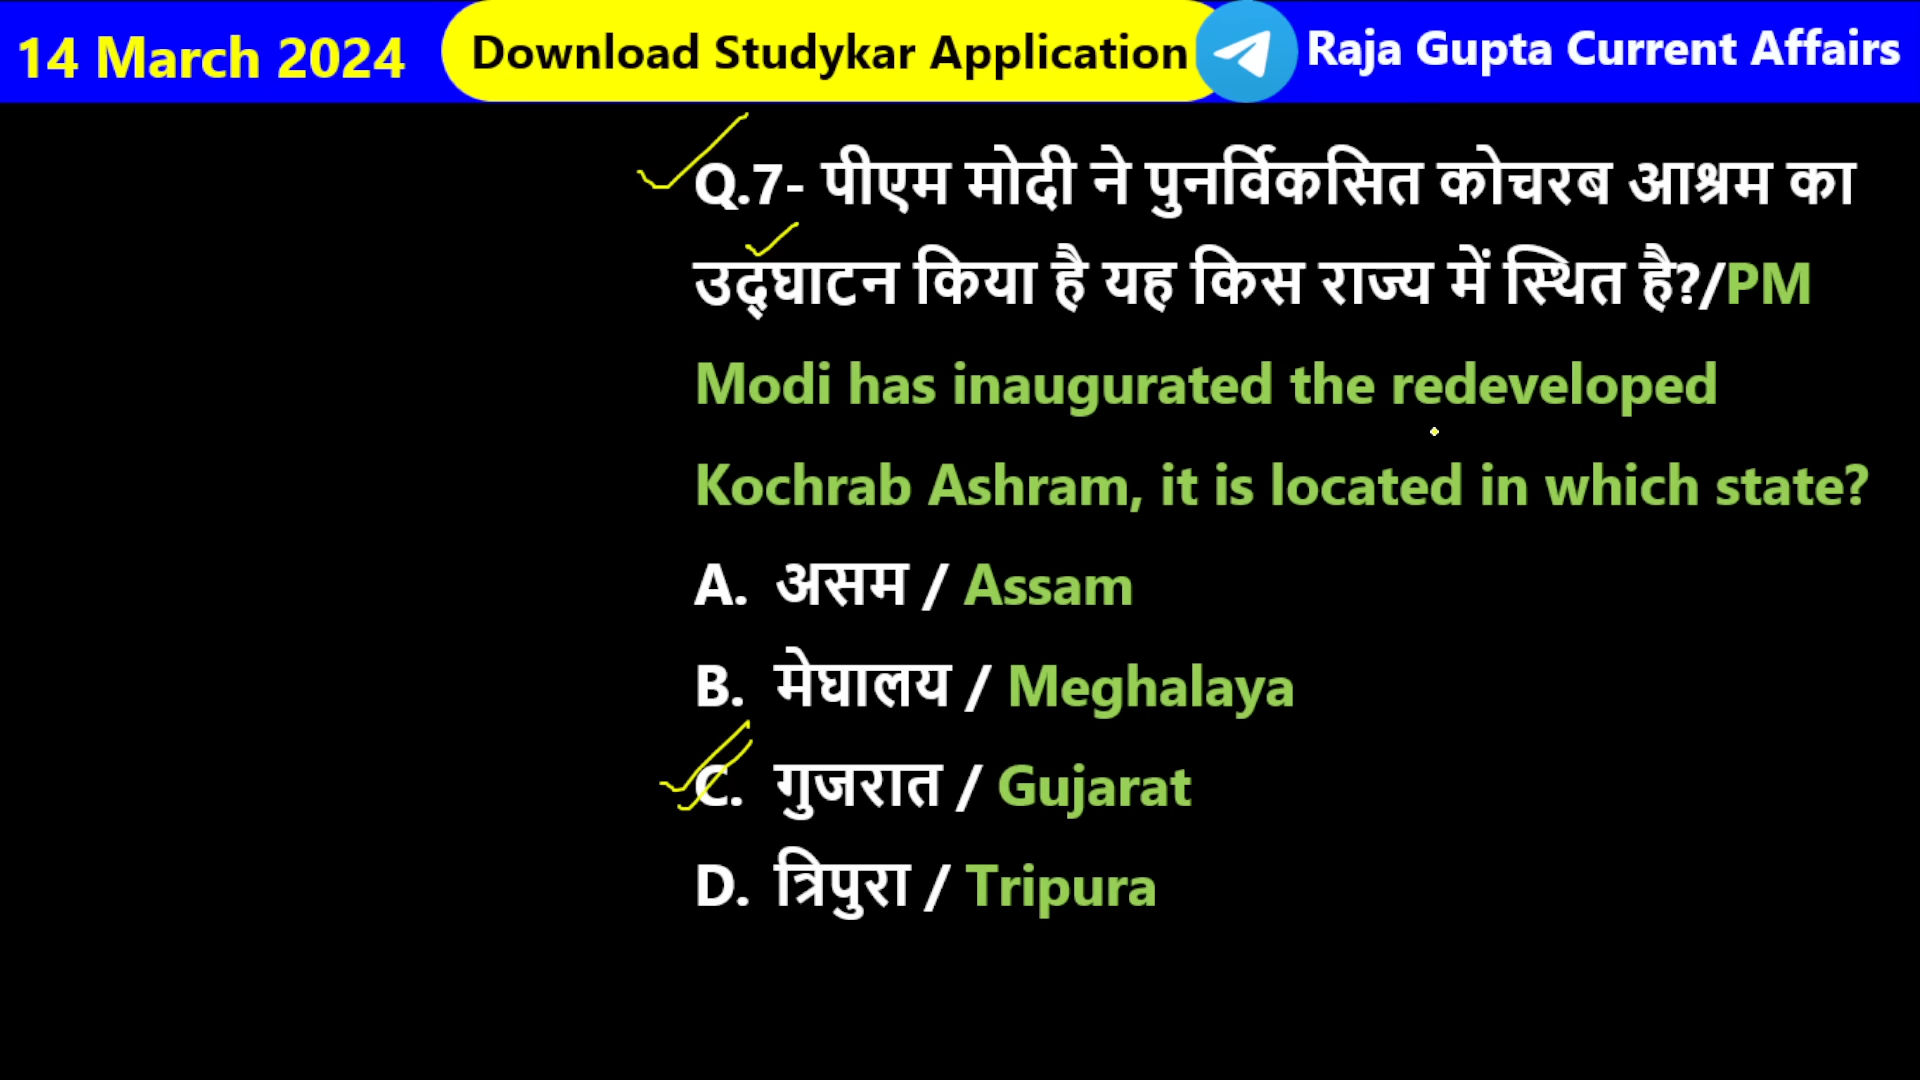 14 March 2024
Download Studykar Application
Raja Gupta Current Affairs
Q.7- पीएम मोदी ने पुनर्विकसित कोचरब आश्रम का
उद्घाटन किया है यह किस राज्य में स्थित है?/PM
Modi has inaugurated the redeveloped
Kochrab Ashram, it is located in which state?
A. असम / Assam
B. मेघालय / Meghalaya
C. गुजरात / Gujarat
D. त्रिपुरा / Tripura